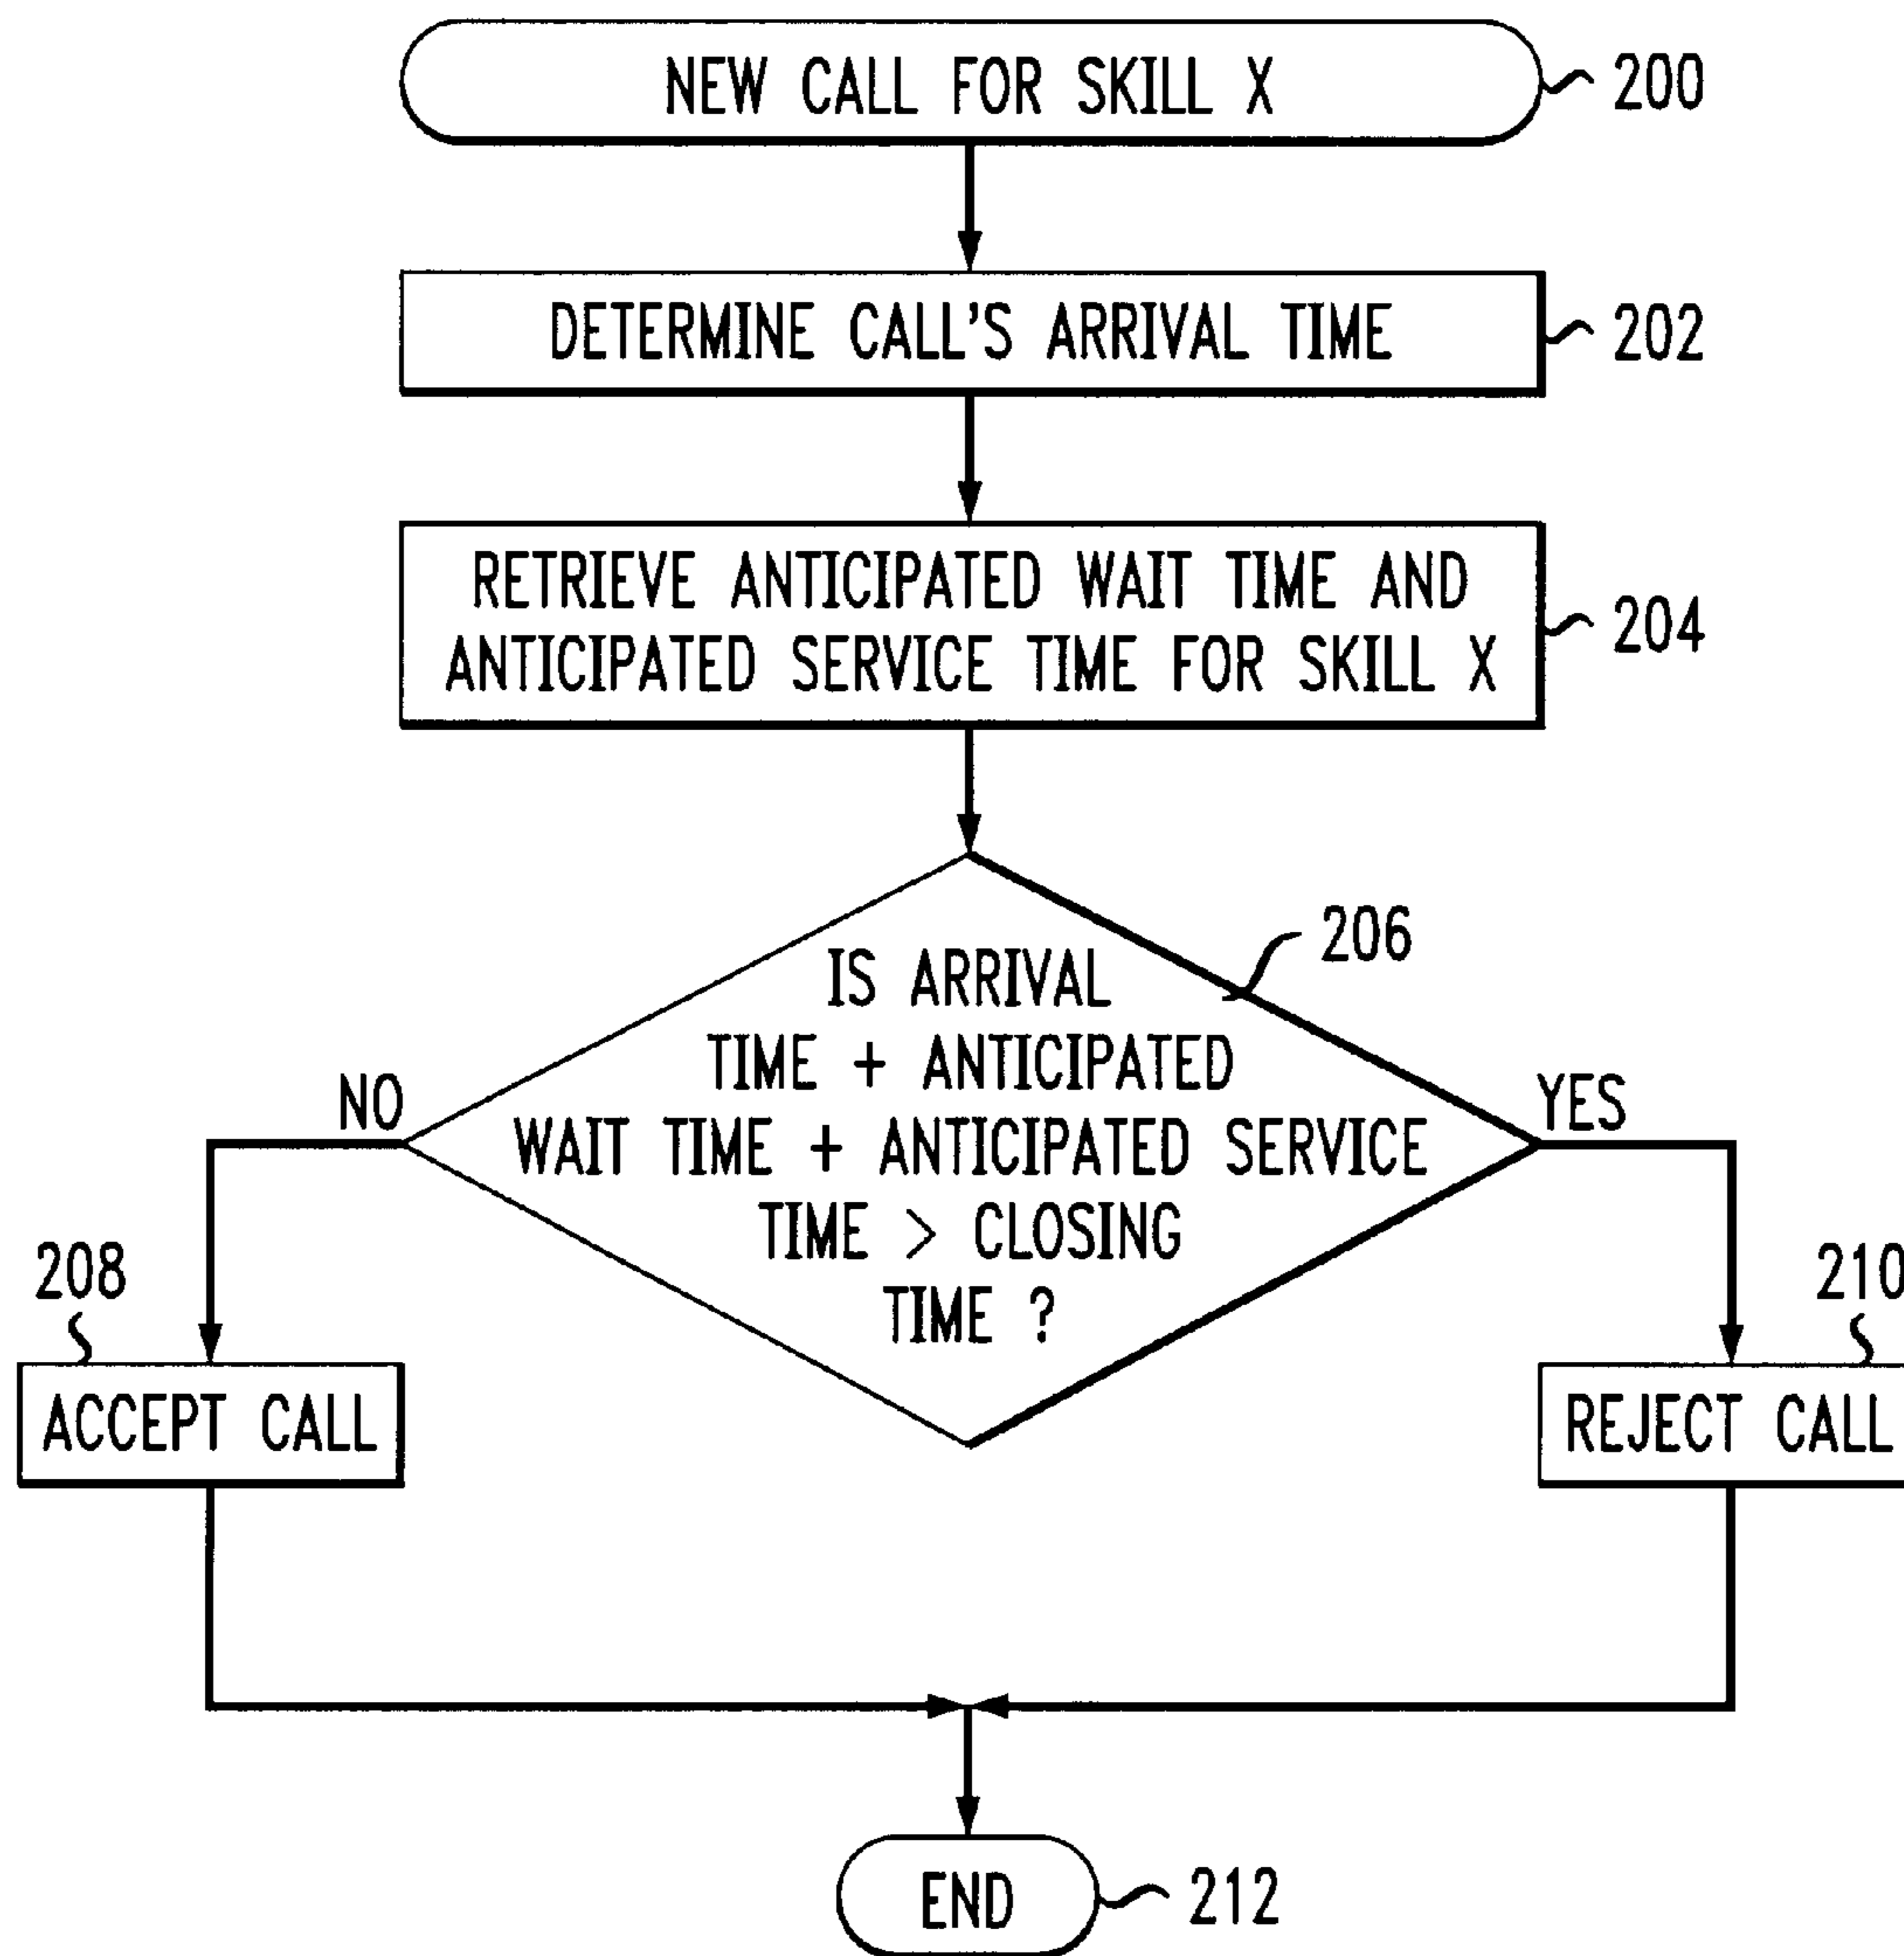 NEW CALL FOR SKILL X
200
DETERMINE CALL'S ARRIVAL TIME
202
RETRIEVE ANTICIPATED WAIT TIME AND
ANTICIPATED SERVICE TIME FOR SKILL X
204
206
IS ARRIVAL
TIME + ANTICIPATED
WAIT TIME + ANTICIPATED SERVICE
TIME > CLOSING
TIME ?
NO
YES
208
ACCEPT CALL
210
REJECT CALL
END
212